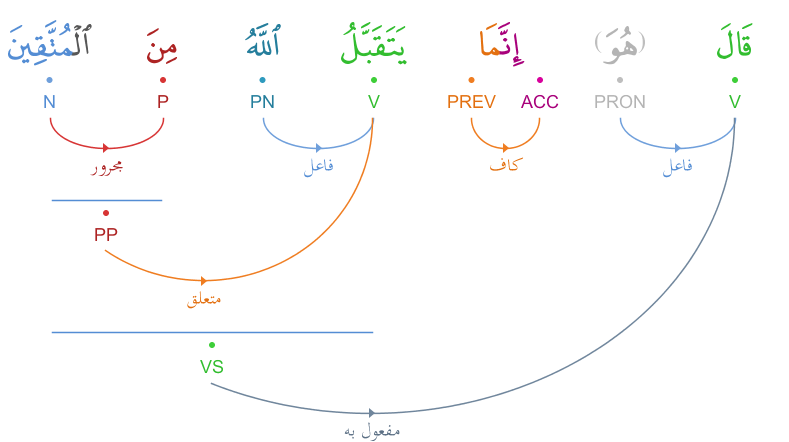 قَالَ (هُوَ) إِنَّمَا يَتَقَبَّلُ ٱللَّهُ مِنَ ٱلْمُتَّقِينَ
V PRON ACC PREV V PN P N
فاعل كاف فاعل مجرور
PP
متعلق
VS
مفعول به